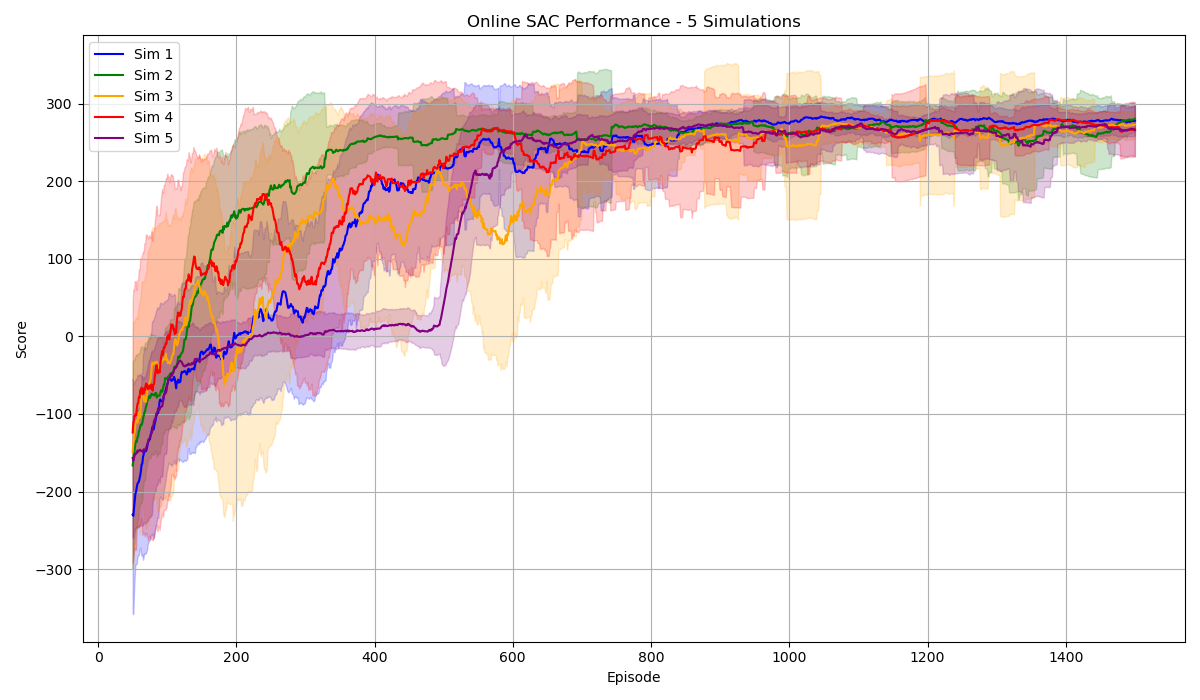 Online SAC Performance - 5 Simulations
Sim 1
Sim 2
Sim 3
Sim 4
Sim 5
Score
300
200
100
0
−100
−200
−300
0 200 400 600 800 1000 1200 1400
Episode